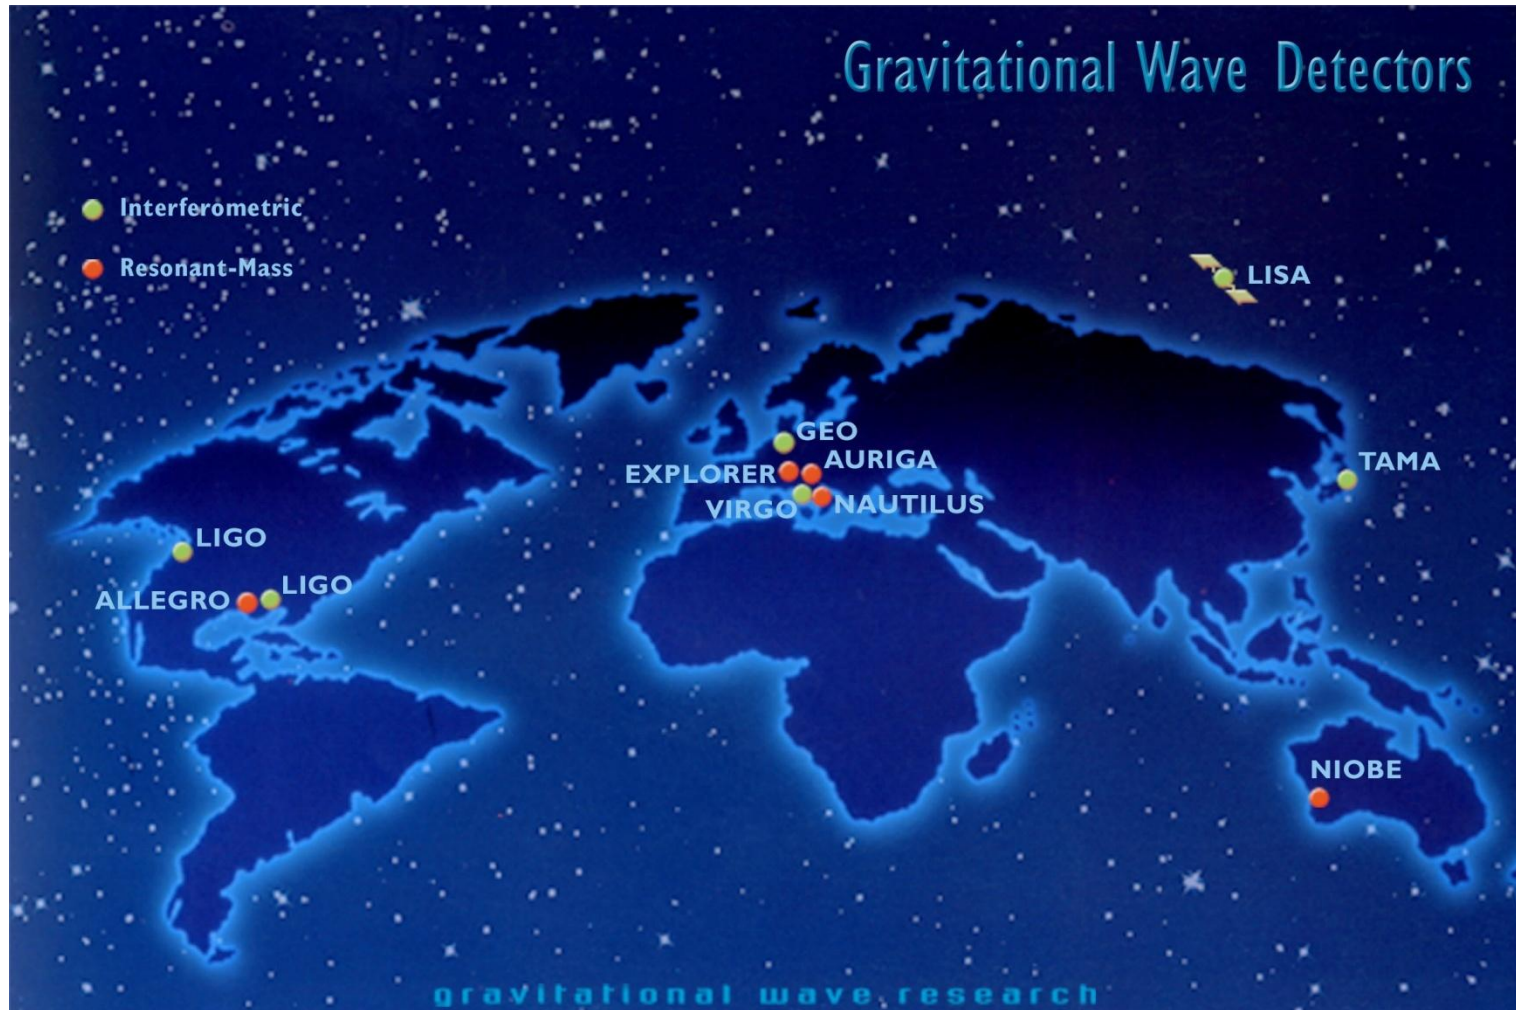 Gravitational Wave Detectors
Interferometric
Resonant-Mass
LISA
GEO
AURIGA
EXPLORER
TAMA
VIRGO
NAUTILUS
LIGO
LIGO
ALLEGRO
NIOBE
gravitational wave research